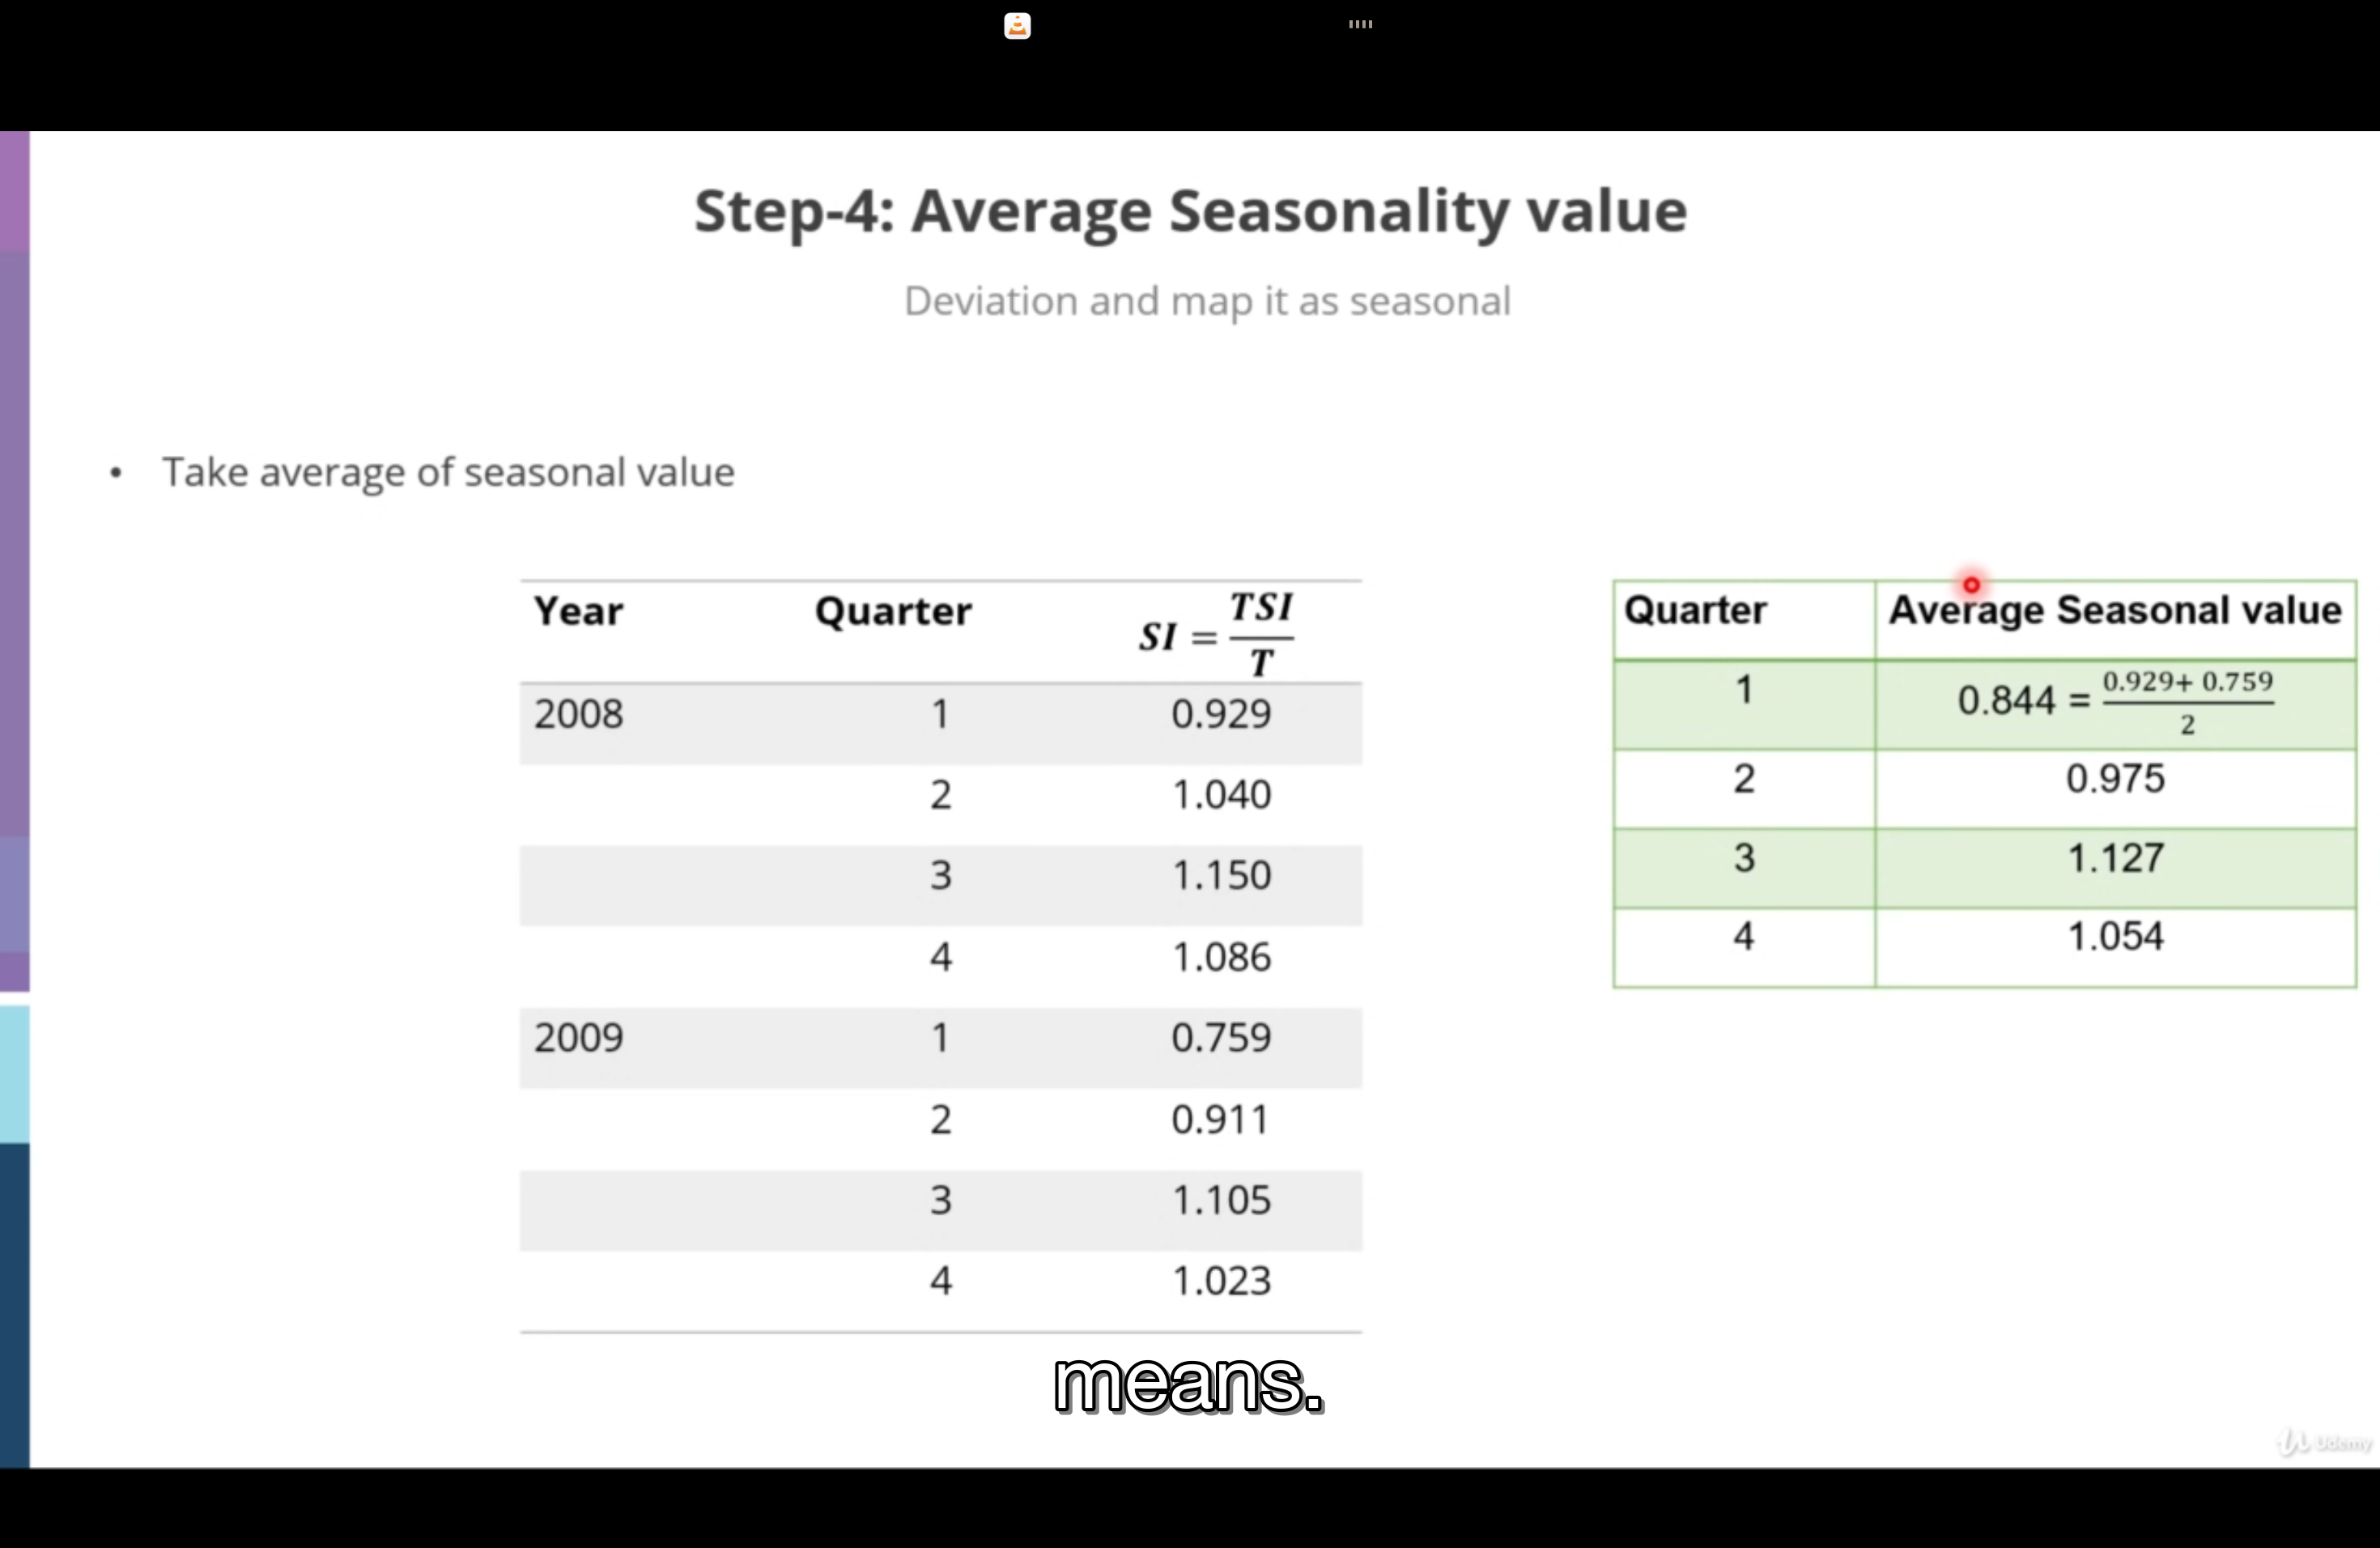 Step-4: Average Seasonality value
Deviation and map it as seasonal
• Take average of seasonal value
Year Quarter SI = TSI / T
2008 1 0.929
2 1.040
3 1.150
4 1.086
2009 1 0.759
2 0.911
3 1.105
4 1.023
Quarter Average Seasonal value
1 0.844 = 0.929+ 0.759 / 2
2 0.975
3 1.127
4 1.054
means.
Udemy